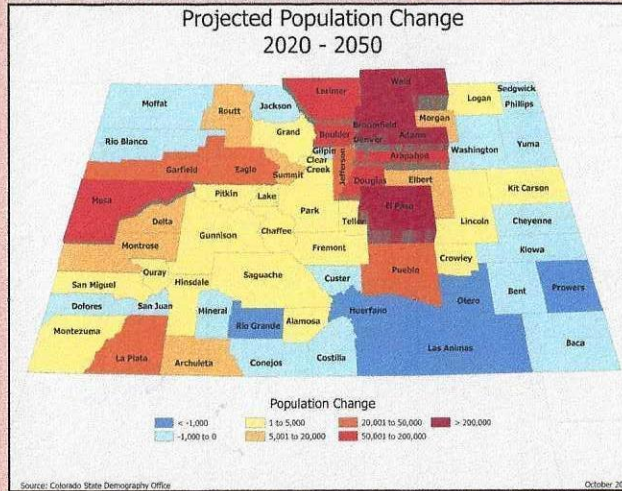 Projected Population Change
2020 - 2050
Moffat
Routt
Jackson
Larimer
Weld
Logan
Sedgwick
Phillips
Morgan
Rio Blanco
Grand
Boulder
Broomfield
Adams
Washington
Yuma
Gilpin
Denver
Clear
Creek
Arapahoe
Garfield
Eagle
Summit
Jefferson
Douglas
Elbert
Kit Carson
Mesa
Pitkin
Lake
Park
El Paso
Lincoln
Cheyenne
Delta
Teller
Gunnison
Chaffee
Montrose
Fremont
Kiowa
Ouray
Crowley
San Miguel
Hinsdale
Saguache
Custer
Pueblo
Bent
Prowers
Dolores
San Juan
Mineral
Rio Grande
Alamosa
Huerfano
Otero
Montezuma
La Plata
Archuleta
Conejos
Costilla
Las Animas
Baca
Population Change
< -1,000
1 to 5,000
20,001 to 50,000
> 200,000
-1,000 to 0
5,001 to 20,000
50,001 to 200,000
Source: Colorado State Demography Office
October 20